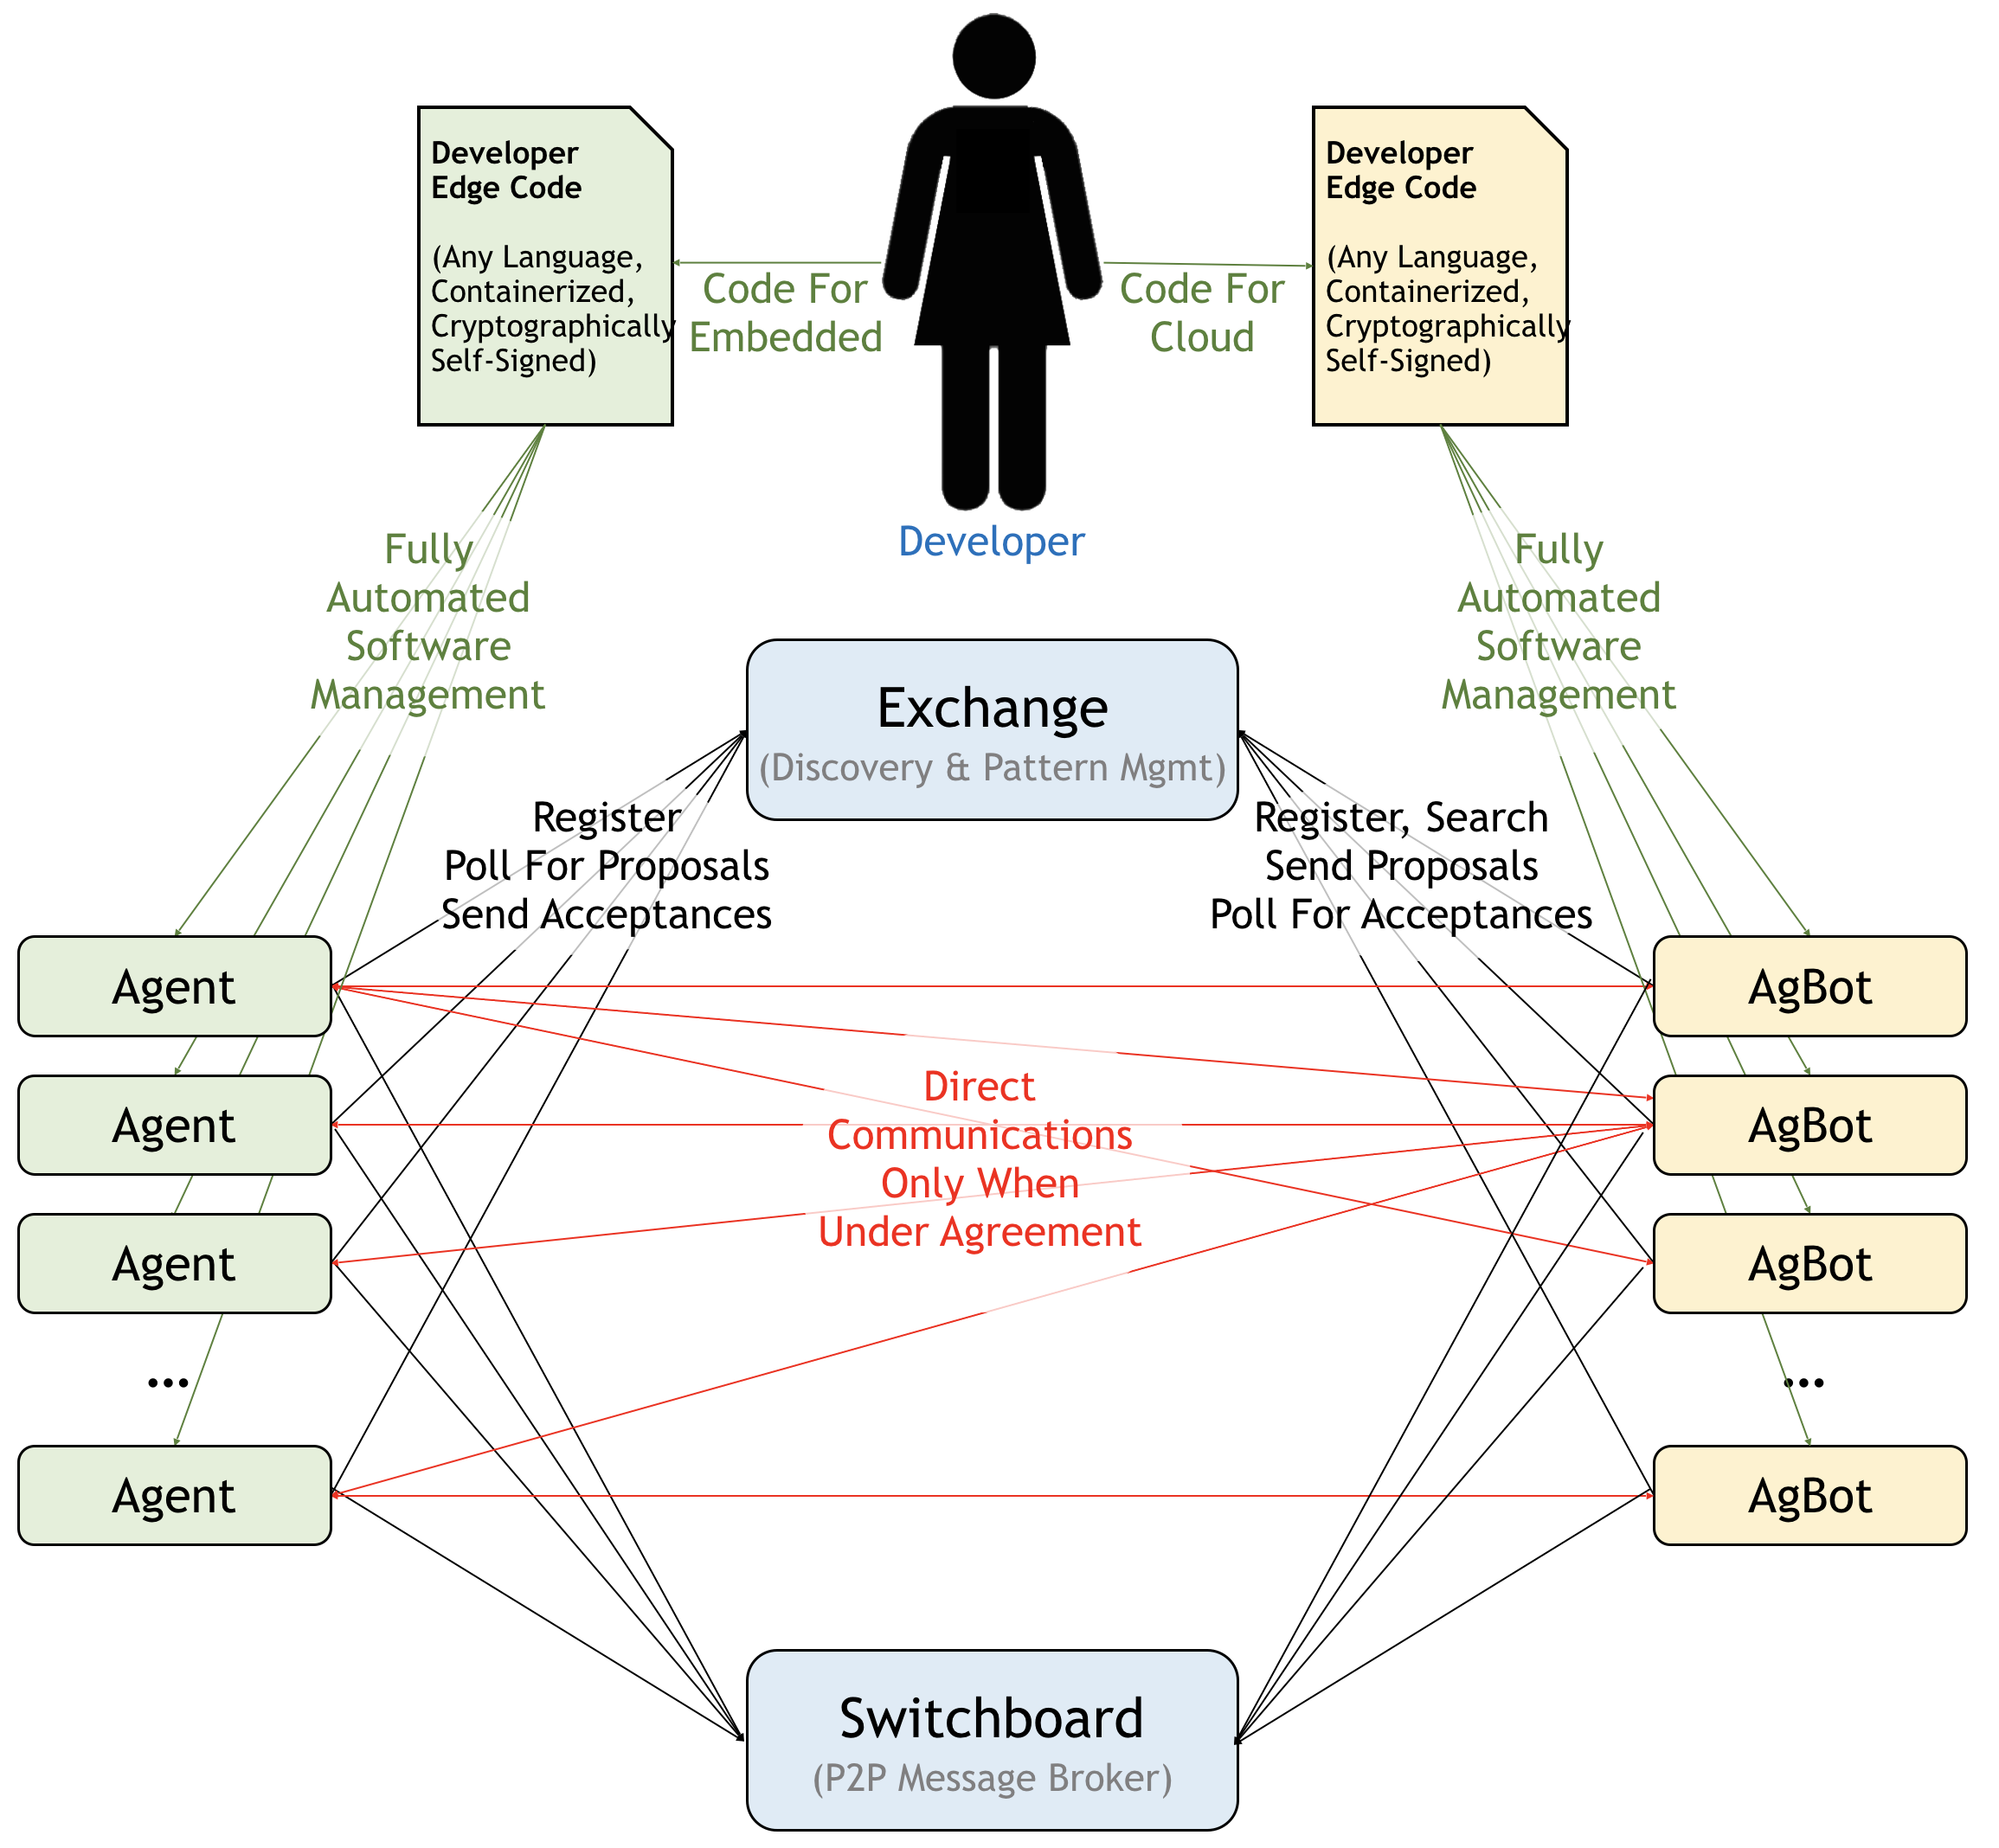 Developer
Edge Code
(Any Language,
Containerized,
Cryptographically
Self-Signed)
Code For
Embedded
Code For
Cloud
Developer
Edge Code
(Any Language,
Containerized,
Cryptographically
Self-Signed)
Developer
Fully
Automated
Software
Management
Fully
Automated
Software
Management
Exchange
(Discovery & Pattern Mgmt)
Register
Poll For Proposals
Send Acceptances
Register, Search
Send Proposals
Poll For Acceptances
Agent
Agent
Agent
...
Agent
Direct
Communications
Only When
Under Agreement
AgBot
AgBot
AgBot
...
AgBot
Switchboard
(P2P Message Broker)